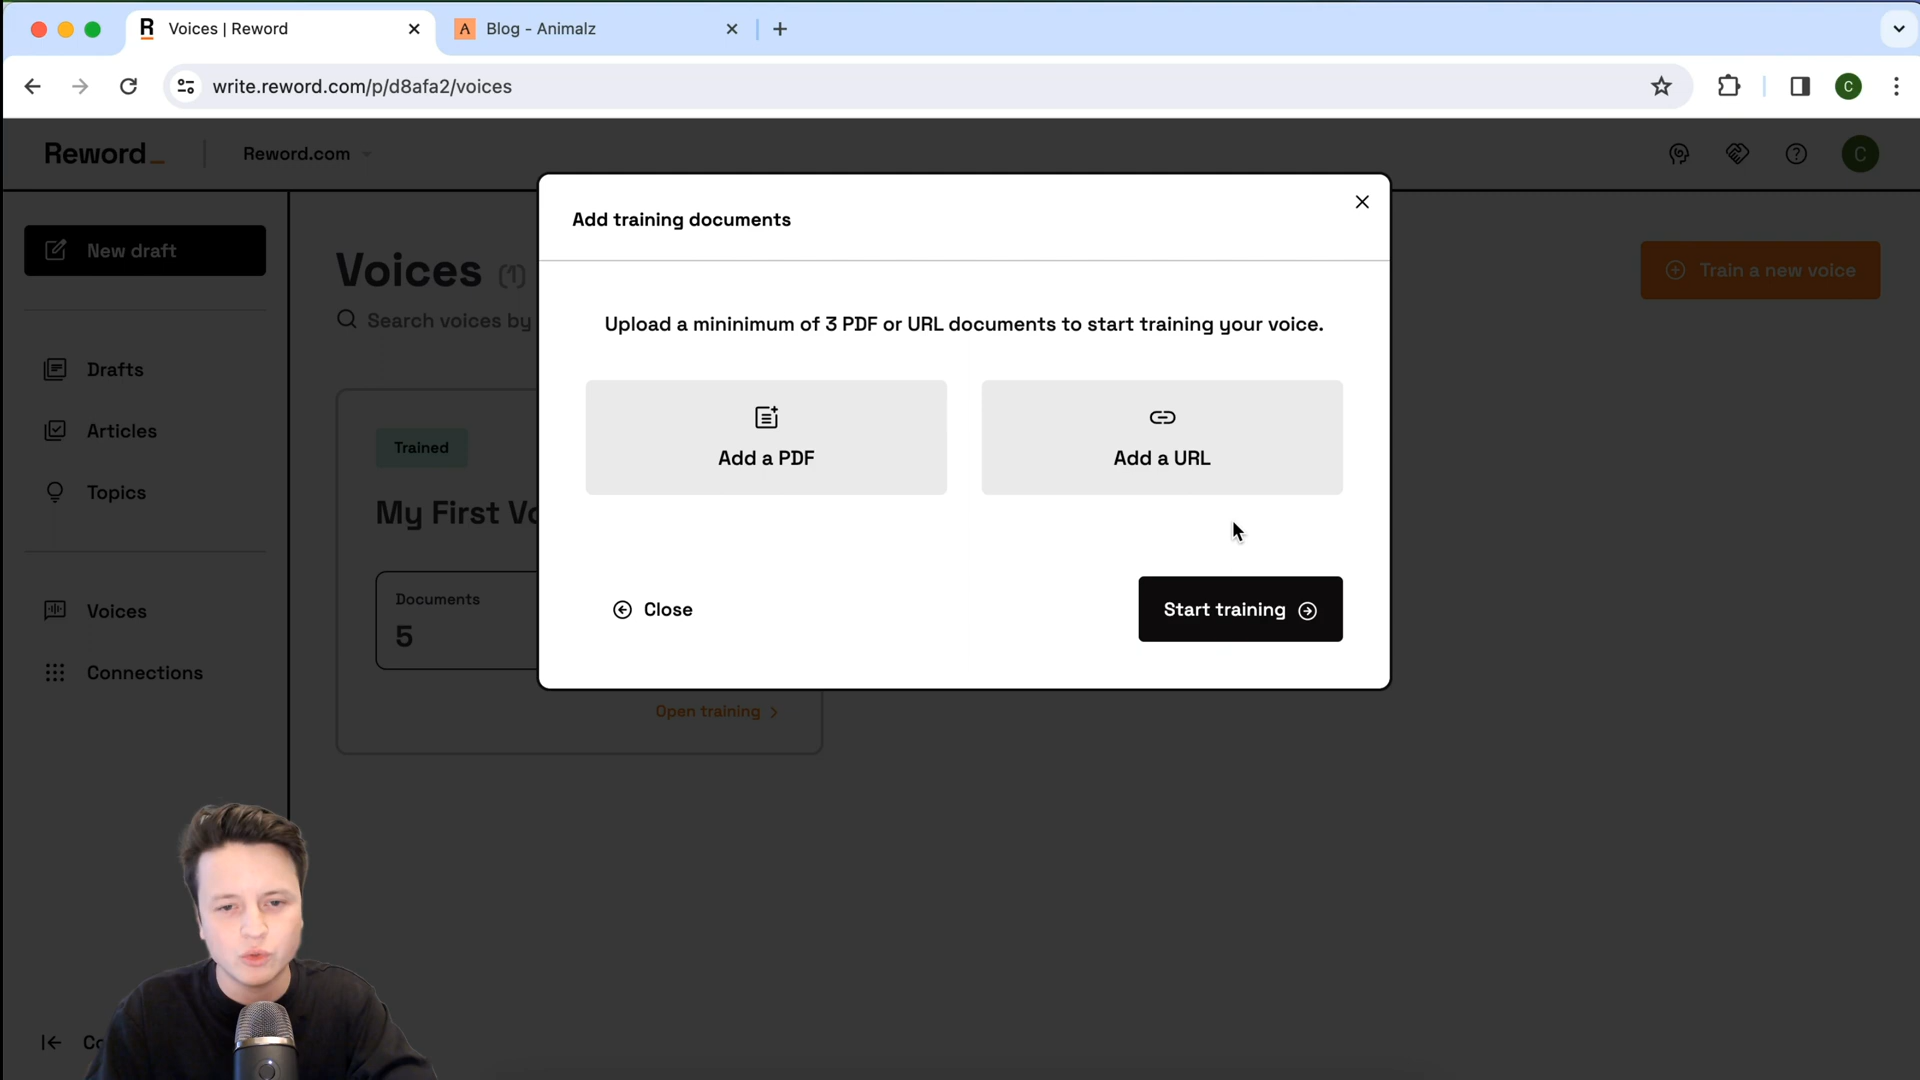 R Voices | Reword
A Blog - Animalz
write.reword.com/p/d8afa2/voices
C
Reword_
Reword.com
C
New draft
Drafts
Articles
Topics
Voices
Connections
Voices (1)
Search voices by
Train a new voice
Trained
My First Vo
Documents
5
Open training
Add training documents
Upload a mininimum of 3 PDF or URL documents to start training your voice.
Add a PDF
Add a URL
Close
Start training